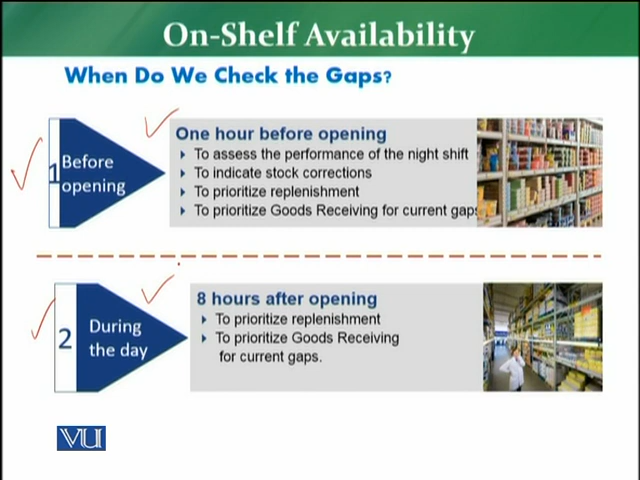 On-Shelf Availability
When Do We Check the Gaps?
1
Before
opening
One hour before opening
To assess the performance of the night shift
To indicate stock corrections
To prioritize replenishment
To prioritize Goods Receiving for current gaps
2
During
the day
8 hours after opening
To prioritize replenishment
To prioritize Goods Receiving
for current gaps.
VU